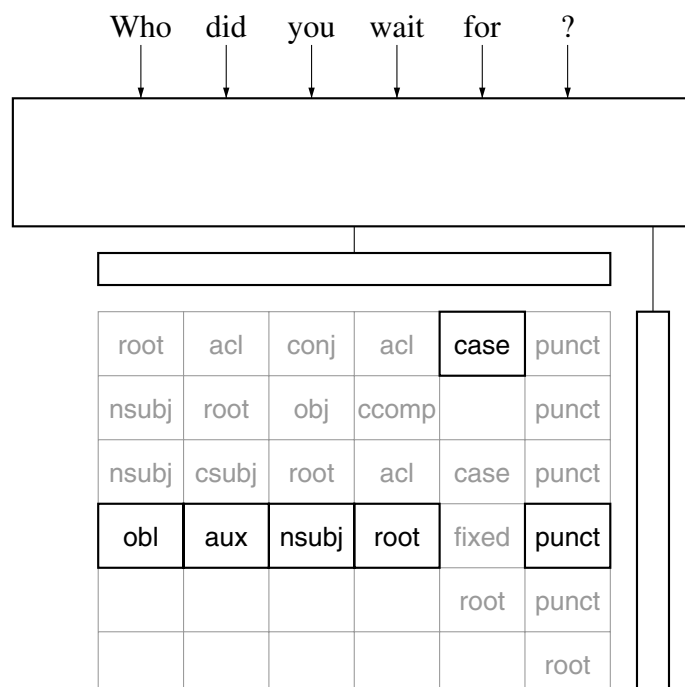 Who did you wait for ?
root acl conj acl case punct
nsubj root obj ccomp punct
nsubj csubj root acl case punct
obl aux nsubj root fixed punct
root punct
root